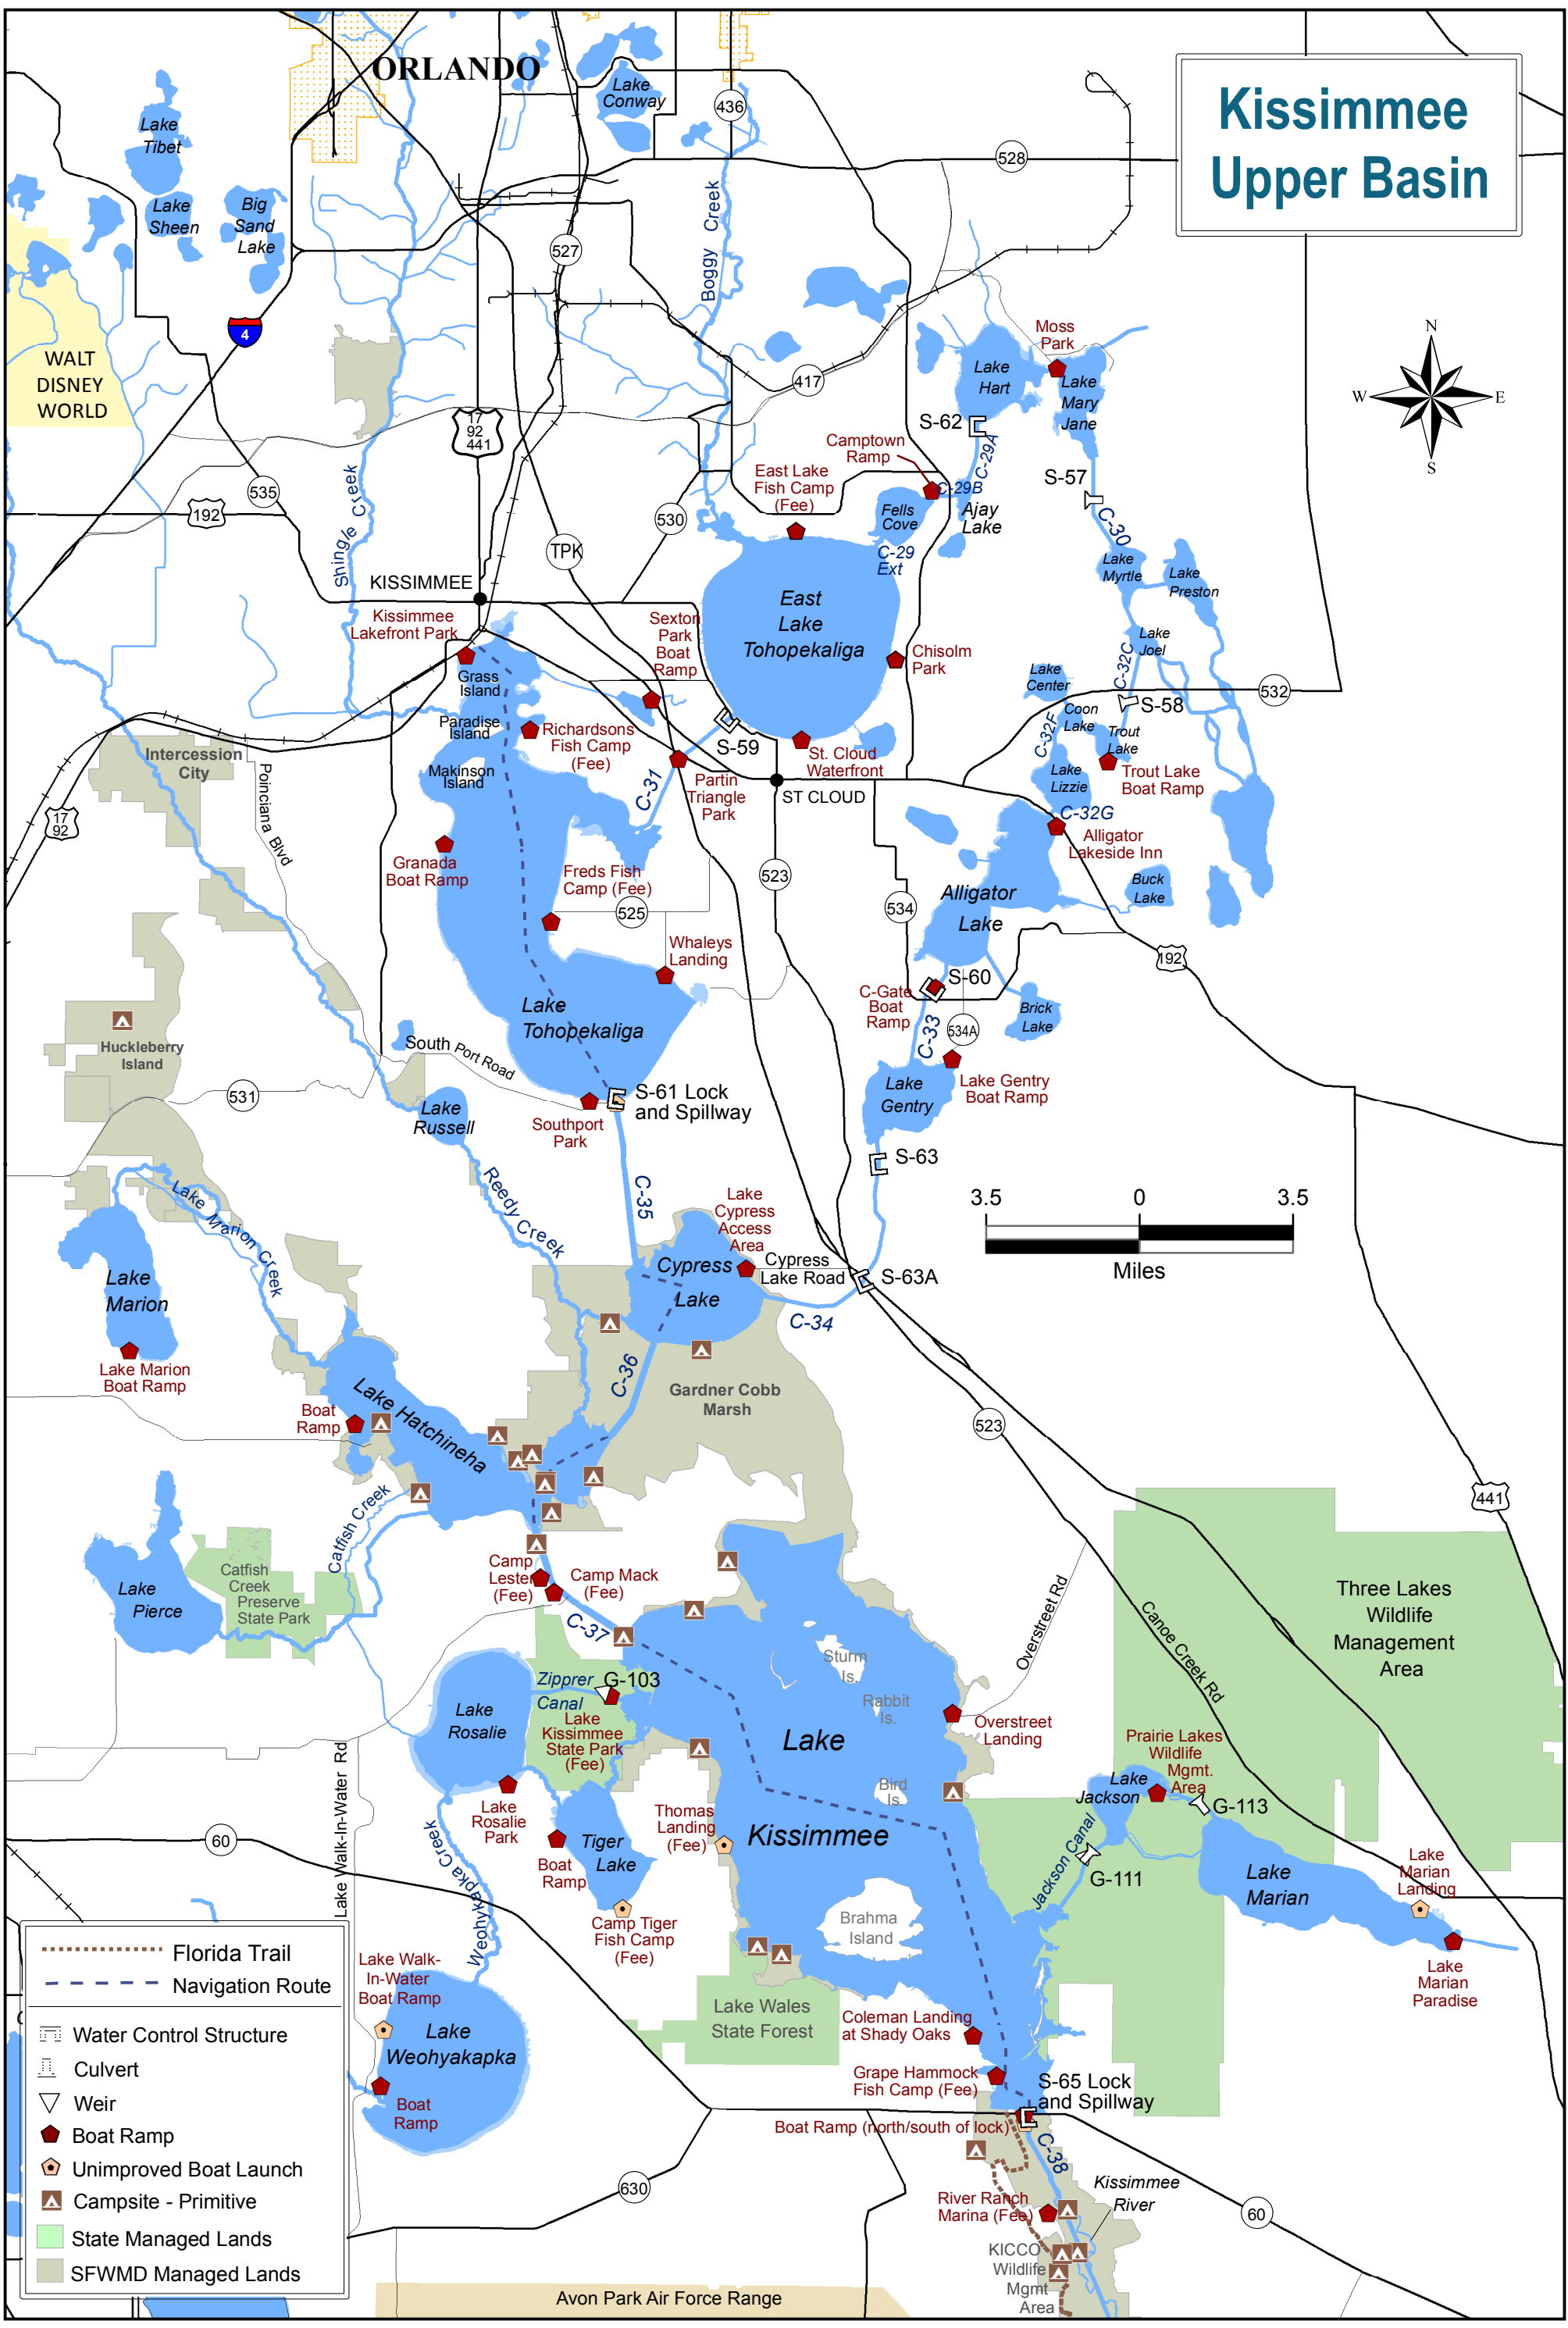 Kissimmee
Upper Basin
ORLANDO
Lake
Conway
436
528
Lake
Tibet
Lake
Sheen
Big
Sand
Lake
527
Boggy Creek
4
WALT
DISNEY
WORLD
417
Moss
Park
Lake
Hart
Lake
Mary
Jane
N
W
E
S
17
92
441
S-62
C-29A
Camptown
Ramp
East Lake
Fish Camp
(Fee)
C-29B
Fells
Cove
Ajay
Lake
C-29
Ext
S-57
C-30
535
192
530
TPK
Shingle Creek
KISSIMMEE
Kissimmee
Lakefront Park
Lake
Myrtle
Lake
Preston
East
Lake
Tohopekaliga
Sexton
Park
Boat
Ramp
Chisolm
Park
Lake
Joel
C-32C
Lake
Center
532
Grass
Island
Paradise
Island
Makinson
Island
Richardsons
Fish Camp
(Fee)
S-59
C-31
Partin
Triangle
Park
St. Cloud
Waterfront
ST CLOUD
Coon
Lake
C-32F
S-58
Trout
Lake
Lake
Lizzie
Trout Lake
Boat Ramp
C-32G
Alligator
Lakeside Inn
Intercession
City
17
92
Poinciana Blvd
Granada
Boat Ramp
Freds Fish
Camp (Fee)
525
523
534
Alligator
Lake
Buck
Lake
Whaleys
Landing
192
S-60
C-Gate
Boat
Ramp
C-33
534A
Brick
Lake
Lake
Tohopekaliga
Huckleberry
Island
South Port Road
531
Lake
Russell
S-61 Lock
and Spillway
Southport
Park
Lake
Gentry
Lake Gentry
Boat Ramp
S-63
Reedy Creek
C-35
Lake Marion Creek
Lake
Cypress
Access
Area
Cypress
Lake
Cypress
Lake Road
S-63A
C-34
3.5
0
3.5
Miles
Lake
Marion
Lake Marion
Boat Ramp
C-36
Gardner Cobb
Marsh
Boat
Ramp
Lake Hatchineha
523
441
Catfish Creek
Catfish
Creek
Preserve
State Park
Lake
Pierce
Camp
Lester
(Fee)
Camp Mack
(Fee)
C-37
Overstreet Rd
Canoe Creek Rd
Three Lakes
Wildlife
Management
Area
Sturm
Is.
Rabbit
Is.
Zipprer
Canal
G-103
Lake
Rosalie
Lake
Kissimmee
State Park
(Fee)
Lake
Kissimmee
Overstreet
Landing
Prairie Lakes
Wildlife
Mgmt.
Area
Lake
Jackson
G-113
Bird
Is.
Lake Walk-In-Water Rd
Lake
Rosalie
Park
60
Weohyakapka Creek
Tiger
Lake
Boat
Ramp
Thomas
Landing
(Fee)
Camp Tiger
Fish Camp
(Fee)
Jackson Canal
G-111
Lake
Marian
Lake
Marian
Landing
Lake
Marian
Paradise
Brahma
Island
Lake Walk-
In-Water
Boat Ramp
Lake
Weohyakapka
Boat
Ramp
Lake Wales
State Forest
Coleman Landing
at Shady Oaks
Grape Hammock
Fish Camp (Fee)
S-65 Lock
and Spillway
Boat Ramp (north/south of lock)
C-38
Kissimmee
River
River Ranch
Marina (Fee)
630
60
KICCO
Wildlife
Mgmt
Area
Avon Park Air Force Range
Florida Trail
Navigation Route
Water Control Structure
Culvert
Weir
Boat Ramp
Unimproved Boat Launch
Campsite - Primitive
State Managed Lands
SFWMD Managed Lands